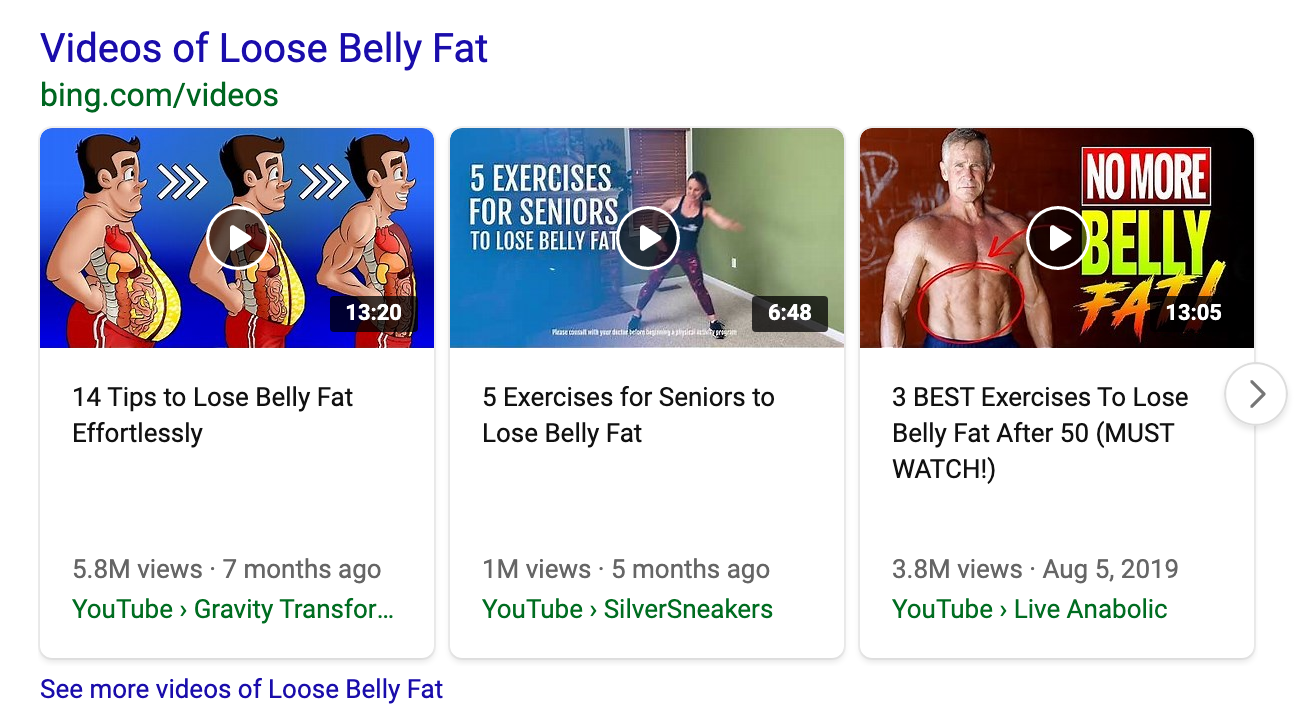 Videos of Loose Belly Fat
bing.com/videos
13:20
5 EXERCISES
FOR SENIORS
TO LOSE BELLY FAT
Please consult with your doctor before beginning a physical activity program
6:48
NO MORE
BELLY
FAT!
13:05
14 Tips to Lose Belly Fat
Effortlessly
5.8M views · 7 months ago
YouTube › Gravity Transfor...
5 Exercises for Seniors to
Lose Belly Fat
1M views · 5 months ago
YouTube › SilverSneakers
3 BEST Exercises To Lose
Belly Fat After 50 (MUST
WATCH!)
3.8M views · Aug 5, 2019
YouTube › Live Anabolic
See more videos of Loose Belly Fat